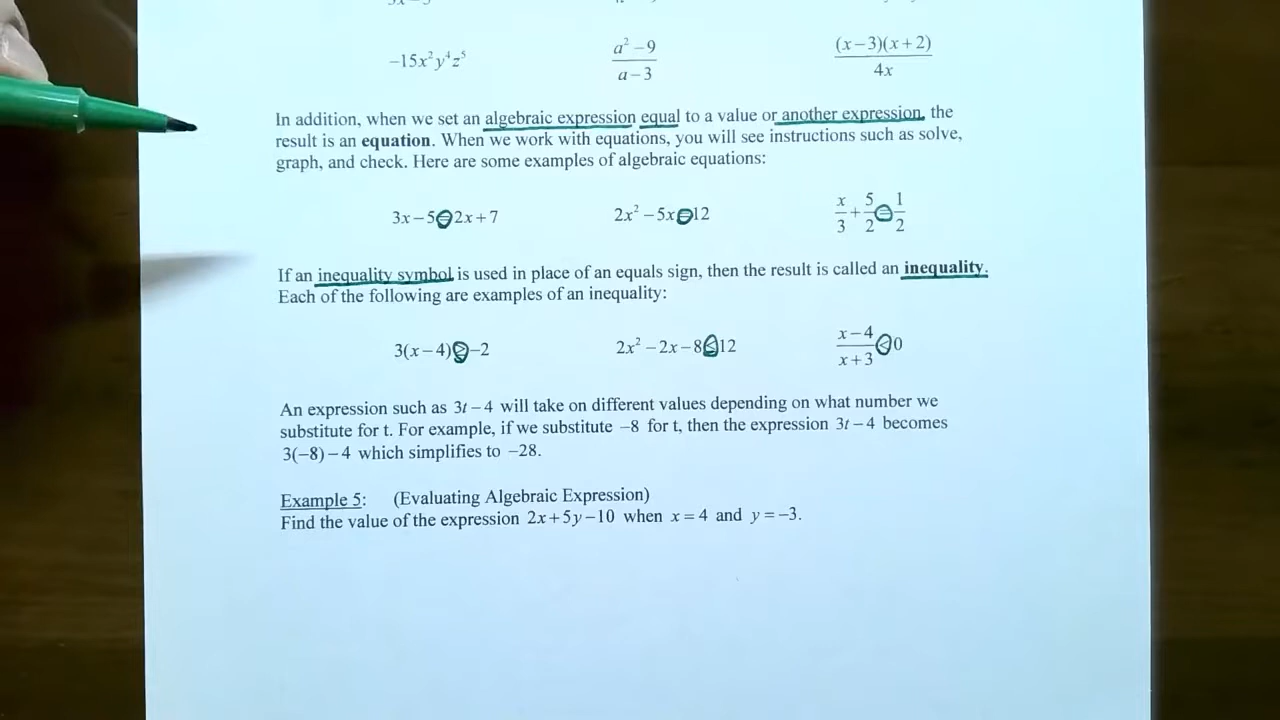 −15x²y⁴z⁵ (a² − 9)/(a − 3) (x − 3)(x + 2)/4x
In addition, when we set an algebraic expression equal to a value or another expression, the
result is an equation. When we work with equations, you will see instructions such as solve,
graph, and check. Here are some examples of algebraic equations:
3x − 5 = 2x + 7 2x² − 5x = 12 x/3 + 5/2 = 1/2
If an inequality symbol is used in place of an equals sign, then the result is called an inequality.
Each of the following are examples of an inequality:
3(x − 4) > −2 2x² − 2x − 8 ≤ 12 (x − 4)/(x + 3) < 0
An expression such as 3t − 4 will take on different values depending on what number we
substitute for t. For example, if we substitute −8 for t, then the expression 3t − 4 becomes
3(−8) − 4 which simplifies to −28.
Example 5: (Evaluating Algebraic Expression)
Find the value of the expression 2x + 5y − 10 when x = 4 and y = −3.